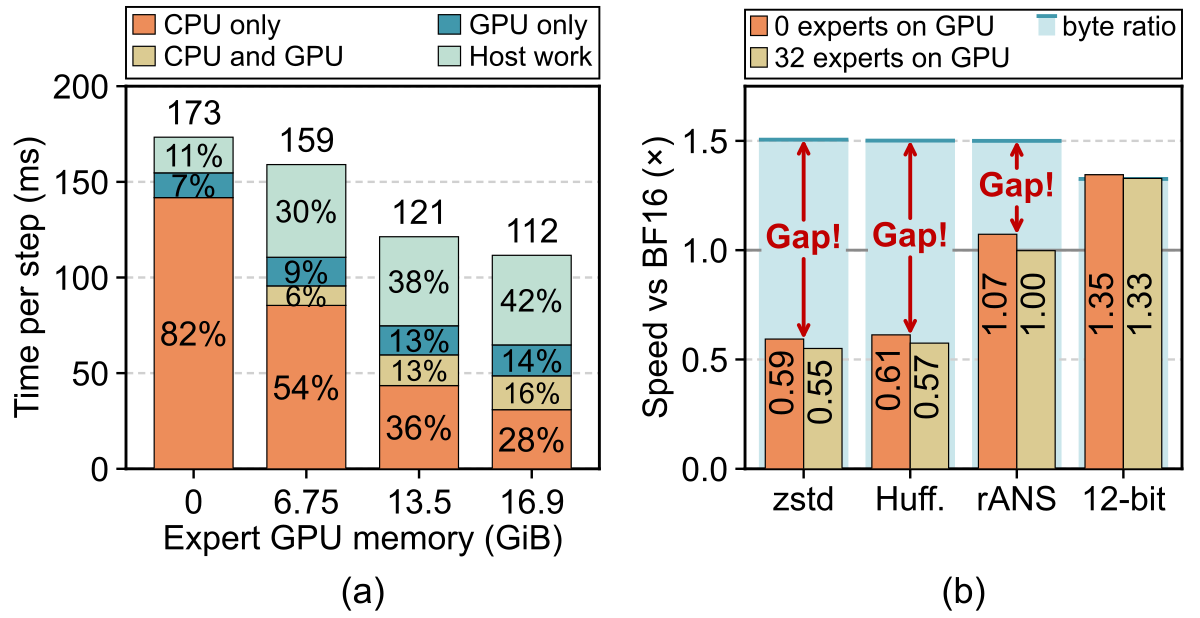 CPU only
GPU only
CPU and GPU
Host work
Time per step (ms)
200
150
100
50
0
173
11%
7%
82%
159
30%
9%
6%
54%
121
38%
13%
13%
36%
112
42%
14%
16%
28%
0 6.75 13.5 16.9
Expert GPU memory (GiB)
(a)
0 experts on GPU
byte ratio
32 experts on GPU
Speed vs BF16 (×)
1.5
1.0
0.5
0.0
Gap!
Gap!
Gap!
0.59
0.55
0.61
0.57
1.07
1.00
1.35
1.33
zstd Huff. rANS 12-bit
(b)